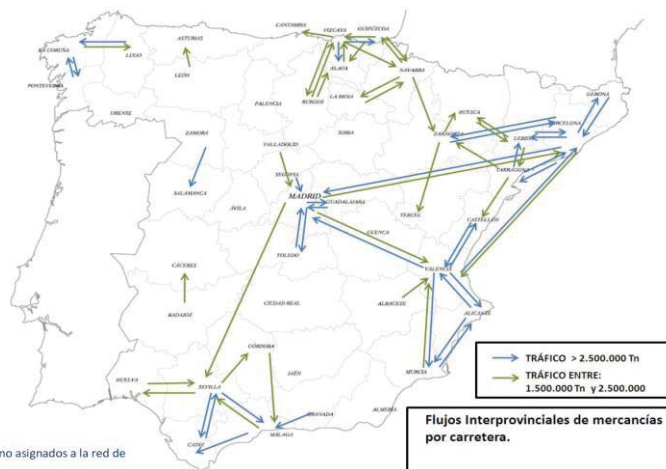 CANTABRIA
VIZCAYA
GUIPÚZCOA
ASTURIAS
LA CORUÑA
LUGO
ALAVA
NAVARRA
LEÓN
PONTEVEDRA
BURGOS
LA RIOJA
HUESCA
GERONA
ORENSE
PALENCIA
ZAMORA
SORIA
ZARAGOZA
LERIDA
BARCELONA
VALLADOLID
SEGOVIA
TARRAGONA
SALAMANCA
MADRID
GUADALAJARA
ÁVILA
TERUEL
CASTELLÓN
CUENCA
TOLEDO
CÁCERES
VALENCIA
CIUDAD REAL
ALBACETE
BADAJOZ
ALICANTE
CÓRDOBA
JAÉN
MURCIA
HUELVA
SEVILLA
GRANADA
ALMERÍA
MÁLAGA
CADIZ
TRÁFICO > 2.500.000 Tn
TRÁFICO ENTRE:
1.500.000 Tn y 2.500.000
Flujos Interprovinciales de mercancías
por carretera.
no asignados a la red de